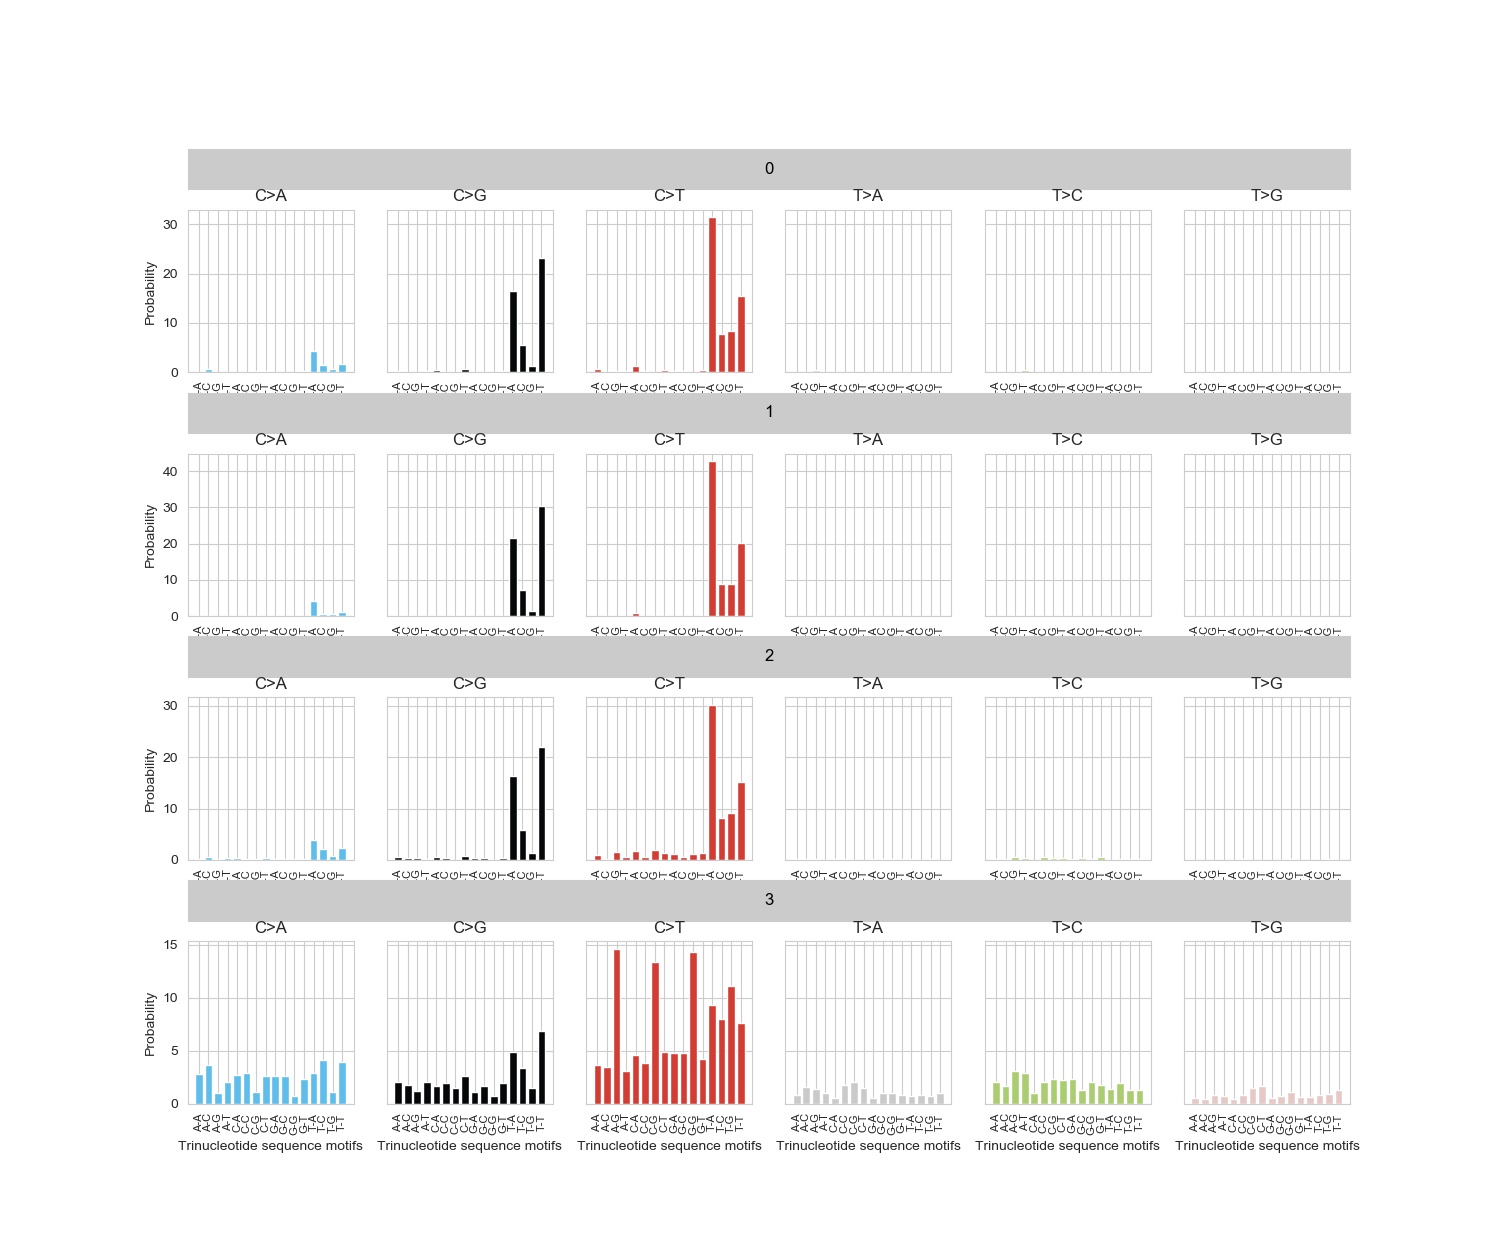 0
C>A C>G C>T T>A T>C T>G
Probability
30
20
10
0
-A -C -G -T A C G T A C G T A C G T
1
C>A C>G C>T T>A T>C T>G
Probability
40
30
20
10
0
-A -C -G -T A C G T A C G T A C G T
2
C>A C>G C>T T>A T>C T>G
Probability
30
20
10
0
-A -C -G -T A C G T A C G T A C G T
3
C>A C>G C>T T>A T>C T>G
Probability
15
10
5
0
A-A A-C A-G A-T C-A C-C C-G C-T G-A G-C G-G G-T T-A T-C T-G T-T
A-A A-C A-G A-T C-A C-C C-G C-T G-A G-C G-G G-T T-A T-C T-G T-T
A-A A-C A-G A-T C-A C-C C-G C-T G-A G-C G-G G-T T-A T-C T-G T-T
A-A A-C A-G A-T C-A C-C C-G C-T G-A G-C G-G G-T T-A T-C T-G T-T
A-A A-C A-G A-T C-A C-C C-G C-T G-A G-C G-G G-T T-A T-C T-G T-T
A-A A-C A-G A-T C-A C-C C-G C-T G-A G-C G-G G-T T-A T-C T-G T-T
Trinucleotide sequence motifs Trinucleotide sequence motifs Trinucleotide sequence motifs Trinucleotide sequence motifs Trinucleotide sequence motifs Trinucleotide sequence motifs